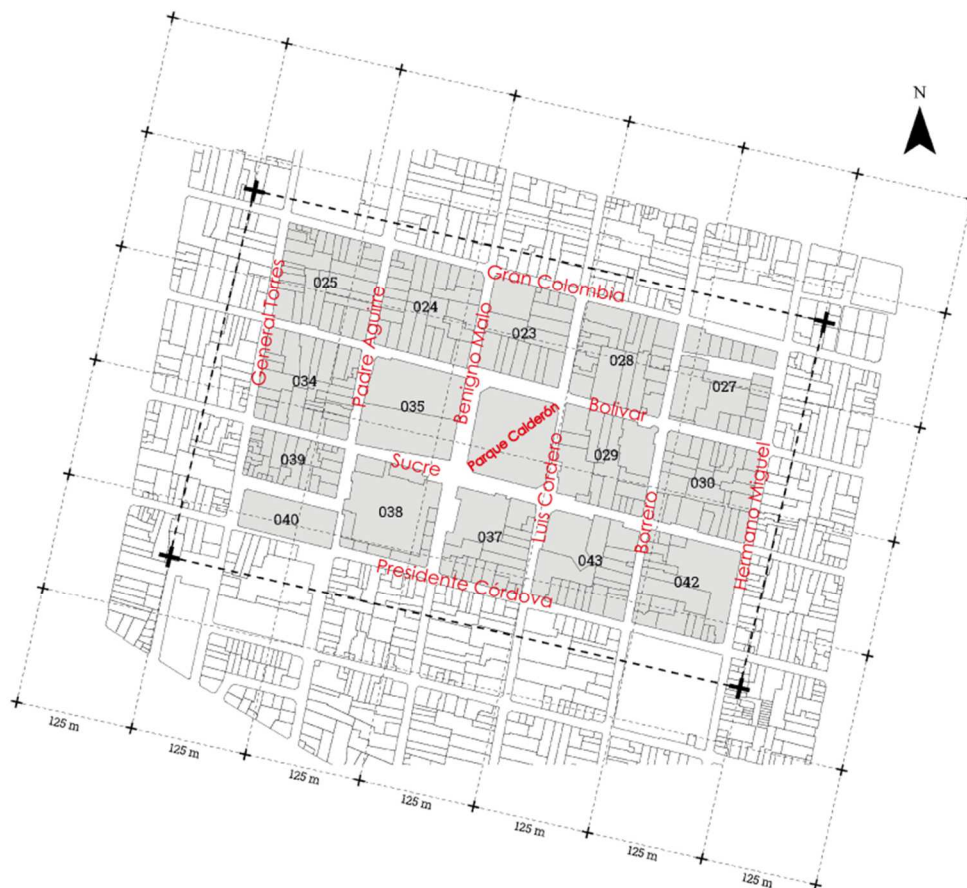 N
Gran Colombia
General Torres
025
Padre Aguirre
024
Benigno Malo
023
028
027
034
035
Parque Calderón
Bolivar
029
030
Hermano Miguel
039
Sucre
Luis Cordero
Borrero
040
038
037
043
042
Presidente Córdova
125 m
125 m
125 m
125 m
125 m
125 m